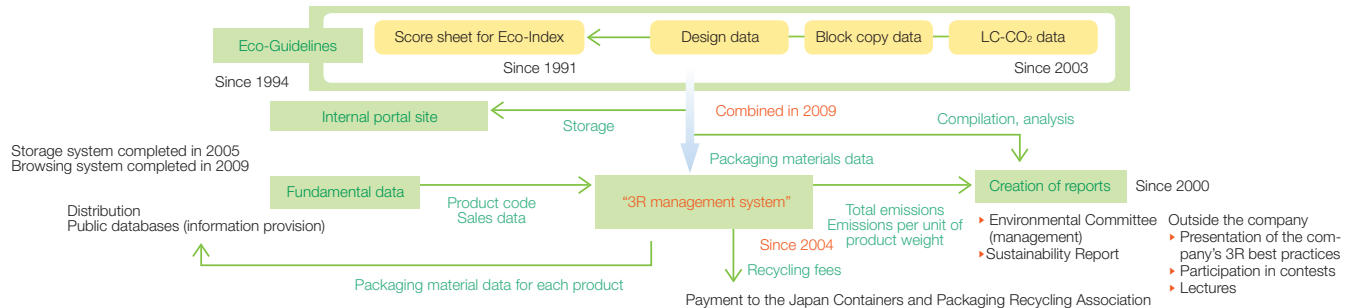 Eco-Guidelines
Since 1994
Score sheet for Eco-Index
Design data
Block copy data
LC-CO₂ data
Since 1991
Since 2003
Internal portal site
Storage
Combined in 2009
Compilation, analysis
Storage system completed in 2005
Browsing system completed in 2009
Packaging materials data
Fundamental data
Product code
Sales data
“3R management system”
Since 2004
Total emissions
Emissions per unit of
product weight
Creation of reports
Since 2000
Distribution
Public databases (information provision)
Environmental Committee
(management)
Sustainability Report
Outside the company
Presentation of the com-
pany’s 3R best practices
Participation in contests
Lectures
Packaging material data for each product
Recycling fees
Payment to the Japan Containers and Packaging Recycling Association